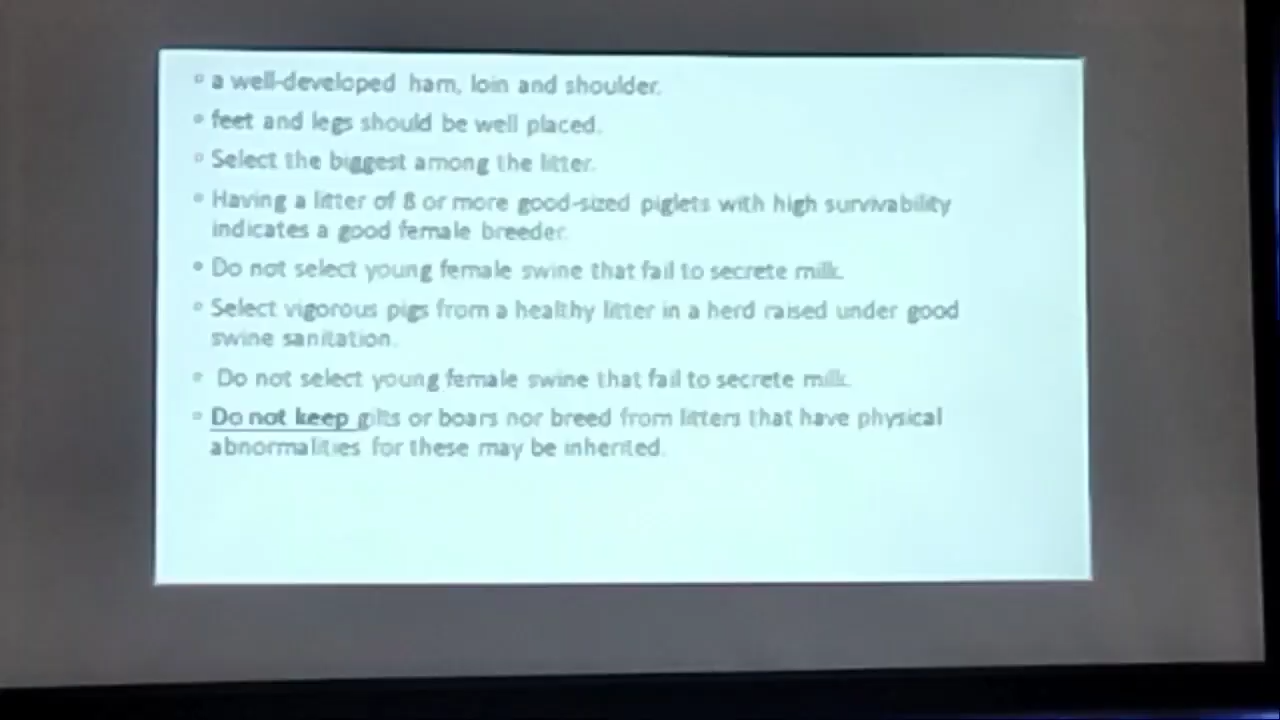 ° a well-developed ham, loin and shoulder.
° feet and legs should be well placed.
° Select the biggest among the litter.
° Having a litter of 8 or more good-sized piglets with high survivability
indicates a good female breeder.
° Do not select young female swine that fail to secrete milk.
° Select vigorous pigs from a healthy litter in a herd raised under good
swine sanitation.
° Do not select young female swine that fail to secrete milk.
° Do not keep gilts or boars nor breed from litters that have physical
abnormalities for these may be inherited.